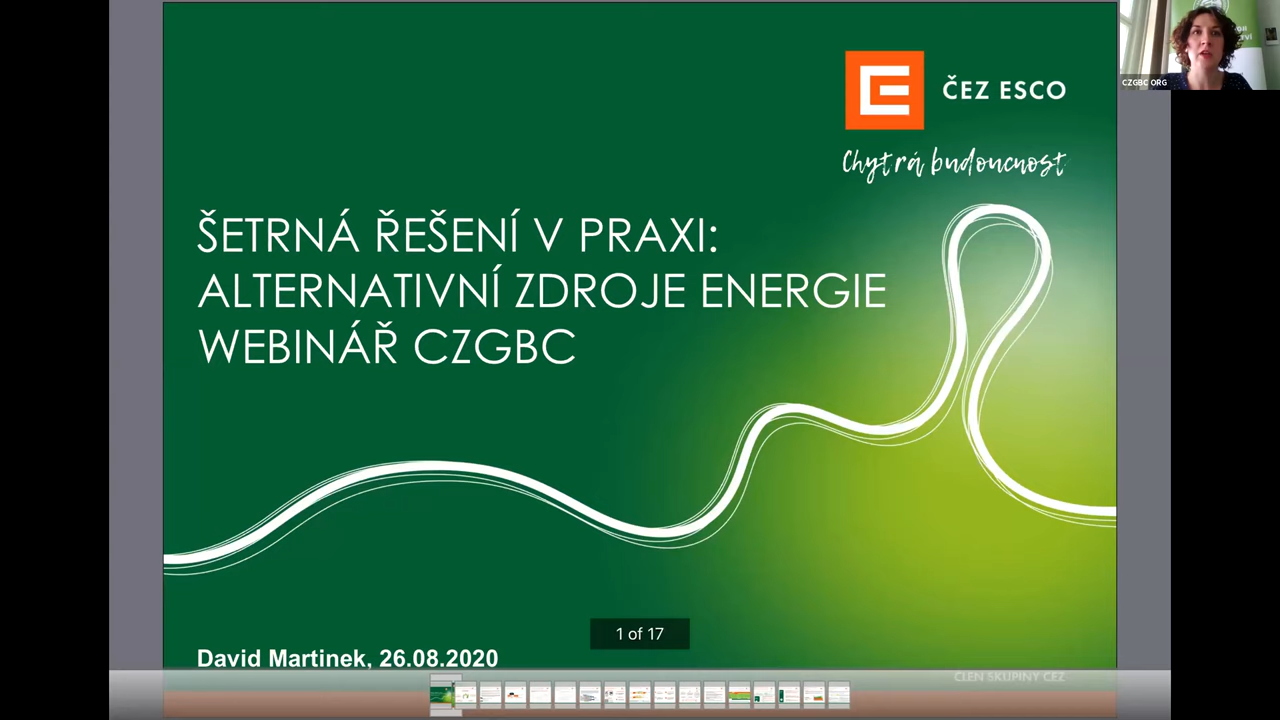 ČEZ ESCO
Chytrá budoucnost
ŠETRNÁ ŘEŠENÍ V PRAXI:
ALTERNATIVNÍ ZDROJE ENERGIE
WEBINÁŘ CZGBC
1 of 17
David Martinek, 26.08.2020
ČLEN SKUPINY ČEZ
CZGBC ORG